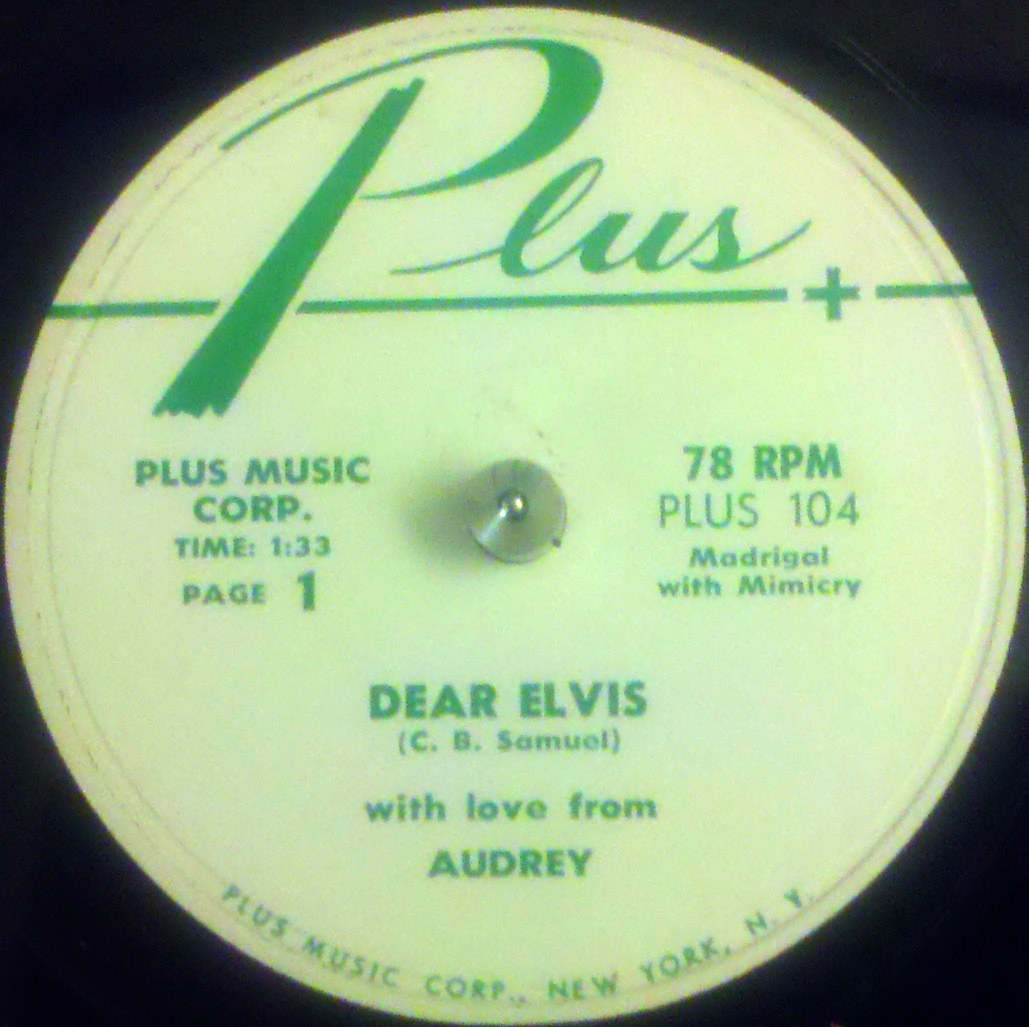 Plus
+
PLUS MUSIC
CORP.
TIME: 1:33
PAGE 1
78 RPM
PLUS 104
Madrigal
with Mimicry
DEAR ELVIS
(C. B. Samuel)
with love from
AUDREY
PLUS MUSIC CORP., NEW YORK, N. Y.